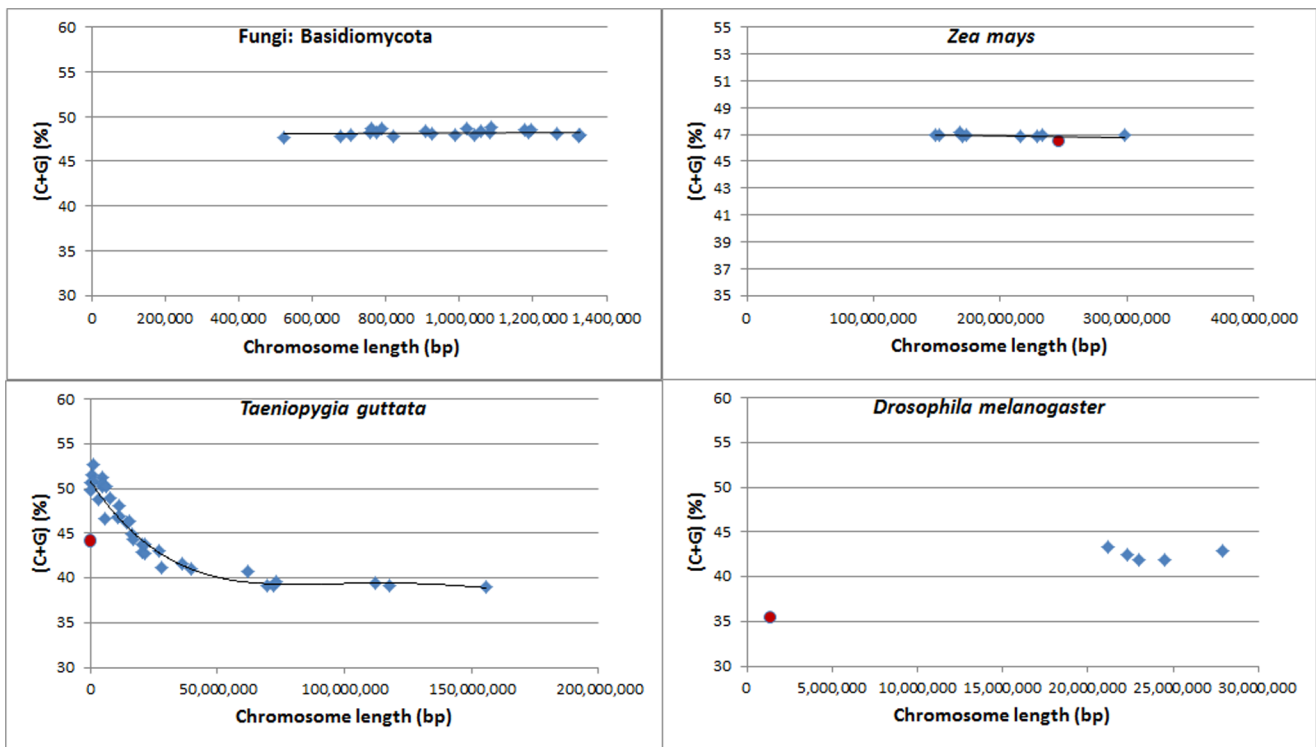 Fungi: Basidiomycota
60
55
50
45
40
35
30
(C+G) (%)
0 200,000 400,000 600,000 800,000 1,000,000 1,200,000 1,400,000
Chromosome length (bp)
Zea mays
55
53
51
49
47
45
43
41
39
37
35
(C+G) (%)
0 100,000,000 200,000,000 300,000,000 400,000,000
Chromosome length (bp)
Taeniopygia guttata
60
55
50
45
40
35
30
(C+G) (%)
0 50,000,000 100,000,000 150,000,000 200,000,000
Chromosome length (bp)
Drosophila melanogaster
60
55
50
45
40
35
30
(C+G) (%)
0 5,000,000 10,000,000 15,000,000 20,000,000 25,000,000 30,000,000
Chromosome length (bp)